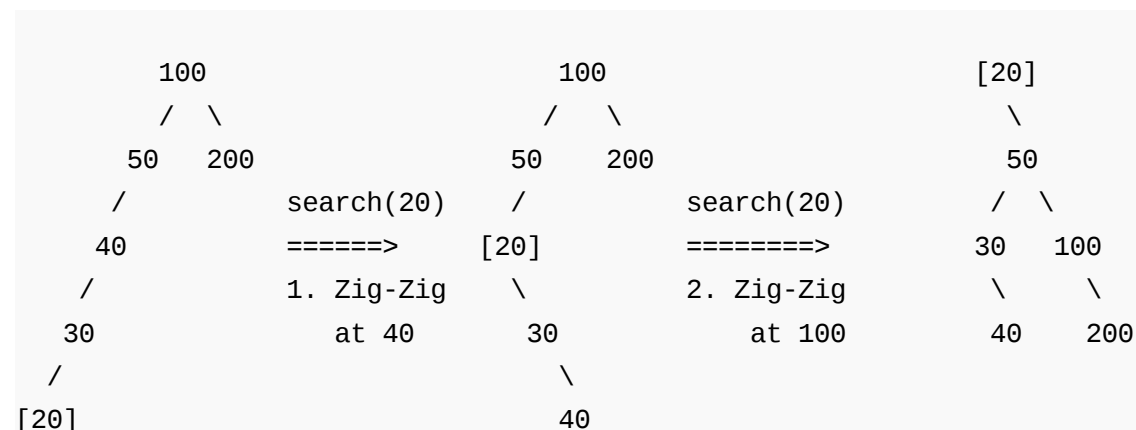 100 100 [20]
/ \ / \ \
50 200 50 200 50
/ search(20) / search(20) / \
40 ======> [20] ========> 30 100
/ 1. Zig-Zig \ 2. Zig-Zig \ \
30 at 40 30 at 100 40 200
/ \
[20] 40